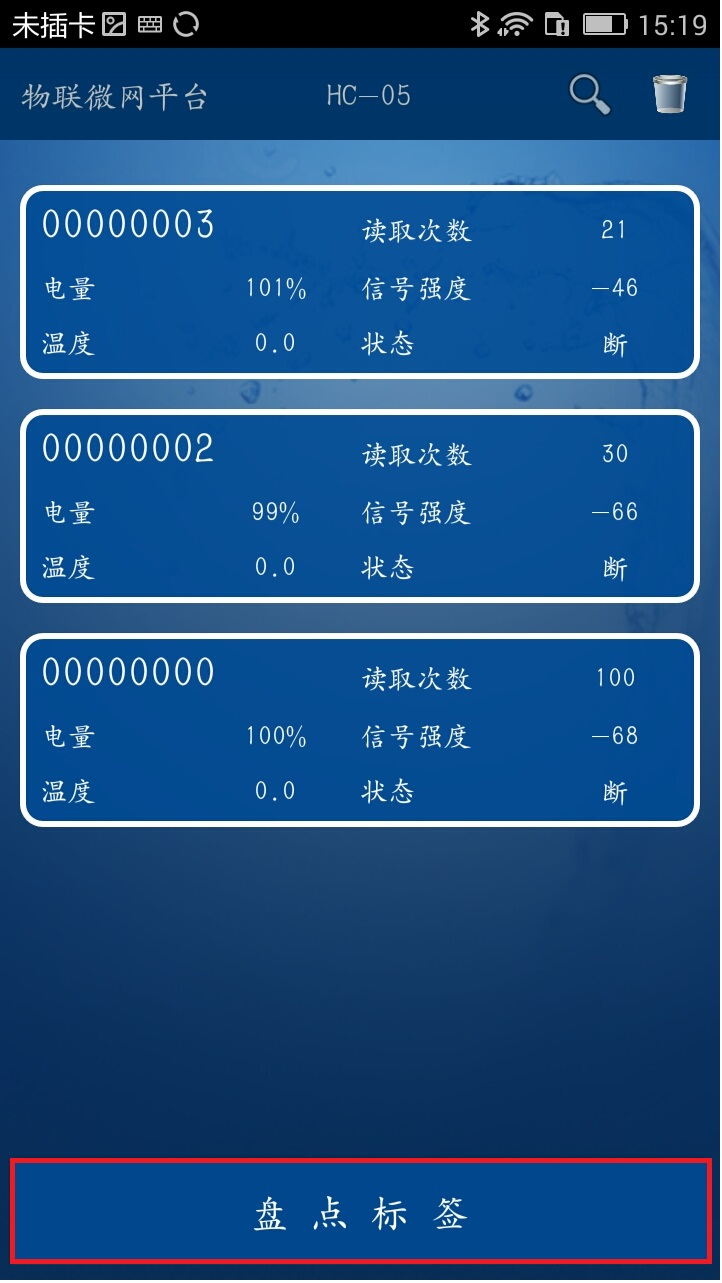 未插卡 15:19
物联微网平台 HC-05
00000003 读取次数 21
电量 101% 信号强度 -46
温度 0.0 状态 断
00000002 读取次数 30
电量 99% 信号强度 -66
温度 0.0 状态 断
00000000 读取次数 100
电量 100% 信号强度 -68
温度 0.0 状态 断
盘点标签